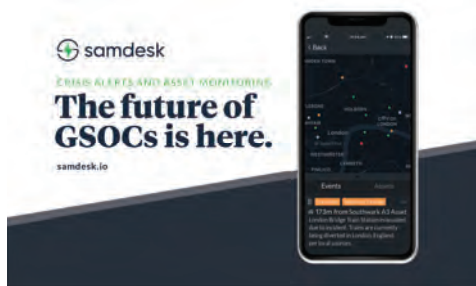 samdesk
CRISIS ALERTS AND ASSET MONITORING
The future of
GSOCs is here.
samdesk.io
Back
HOLBORN
London
LAMBETH
Events
Assets
173m from Southwark A3 Asset
London Bridge Train Station evacuated
due to incident. Trains are currently
being diverted in London, England
per local sources.